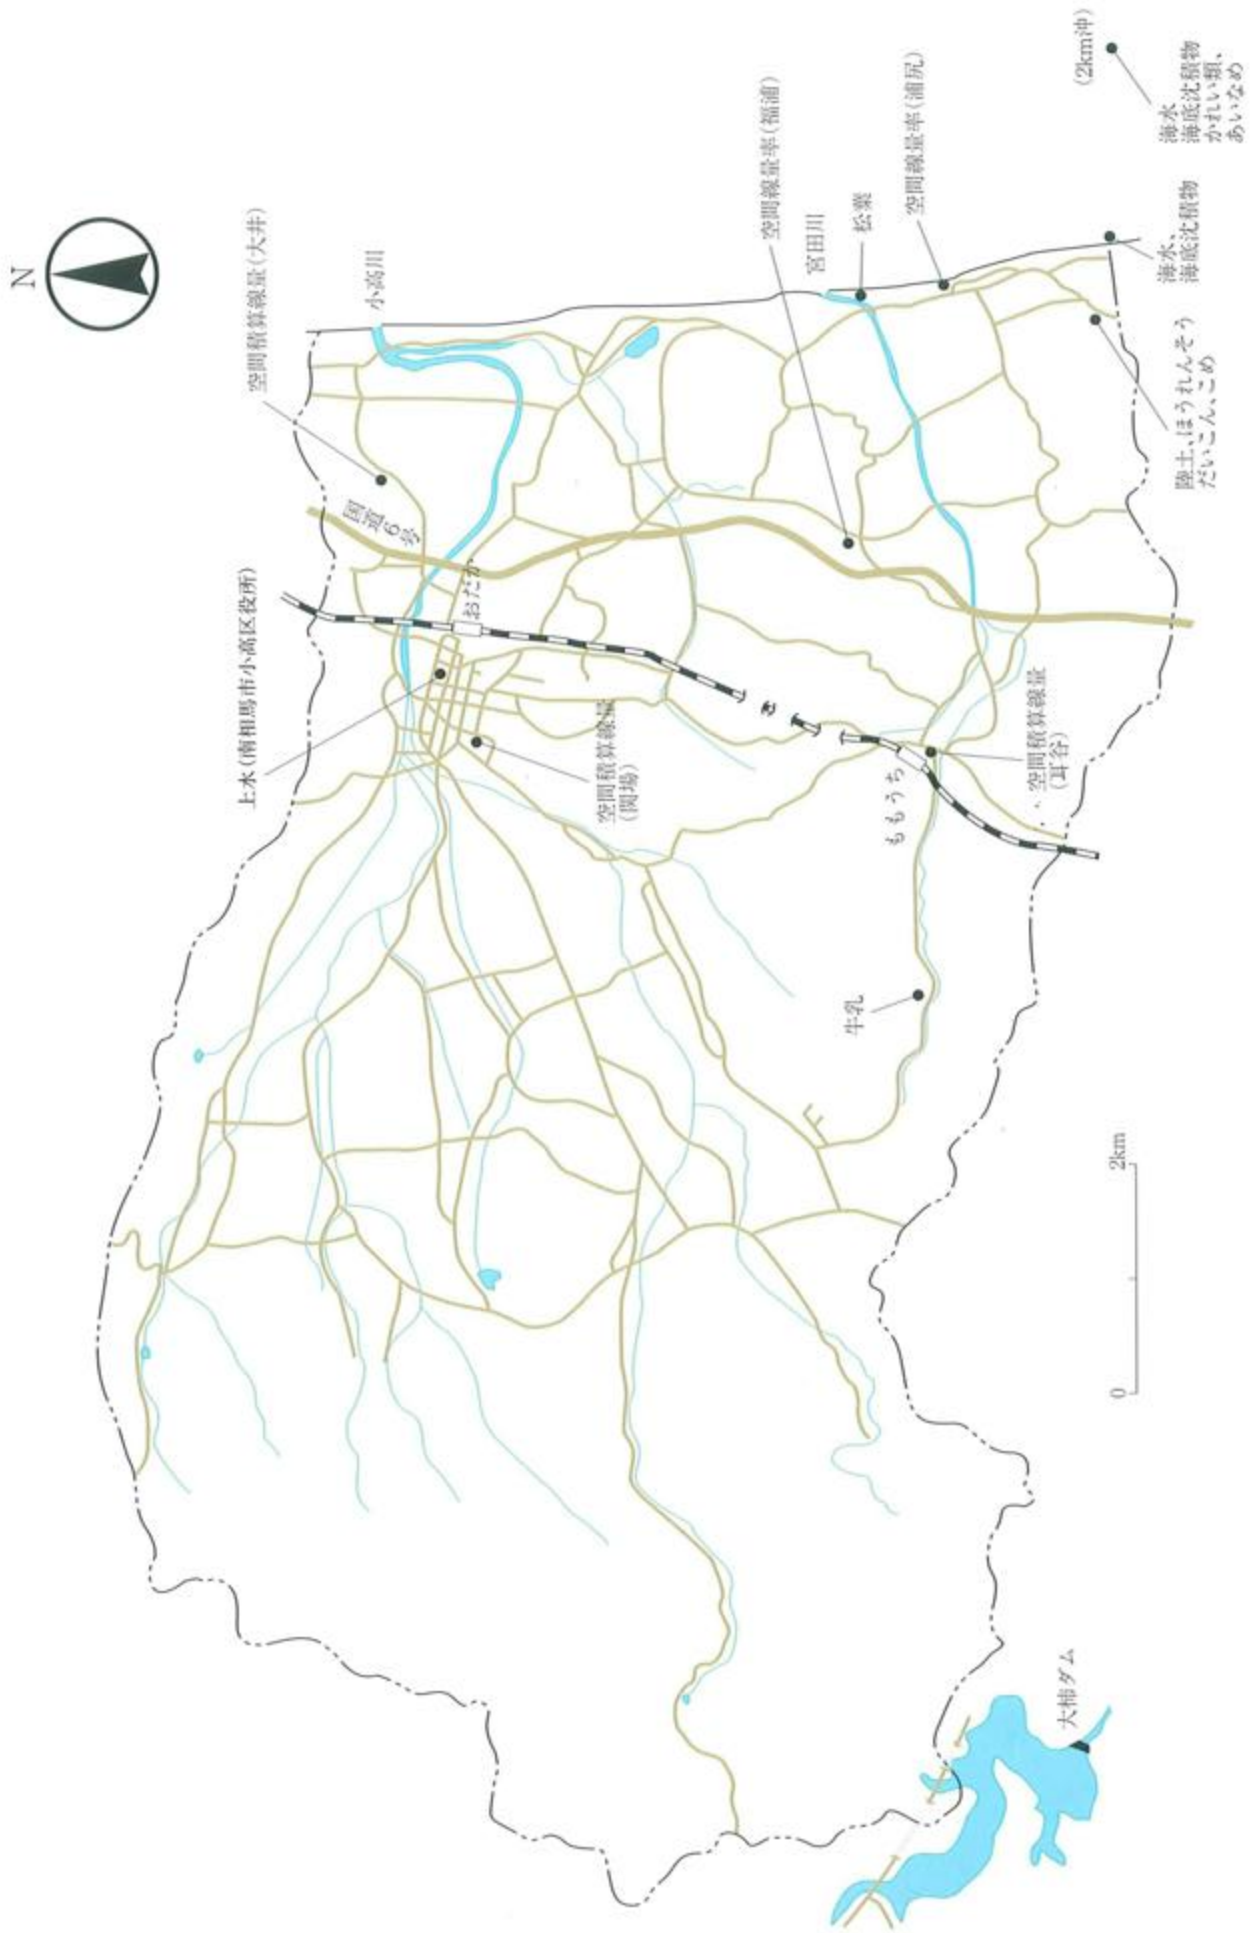 N
空間積算線量(大井)
小高川
国道6号
上水(南相馬市小高区役所)
おだか
空間積算線量
(関場)
空間線量率(福浦)
宮田川
松葉
空間線量率(浦尻)
(2km沖)
海水
海底沈積物
かれい類、
あいなめ
海水、
海底沈積物
陸土、ほうれんそう
だいこん、こめ
ももうち
空間積算線量
(耳谷)
牛乳
0
2km
大柿ダム